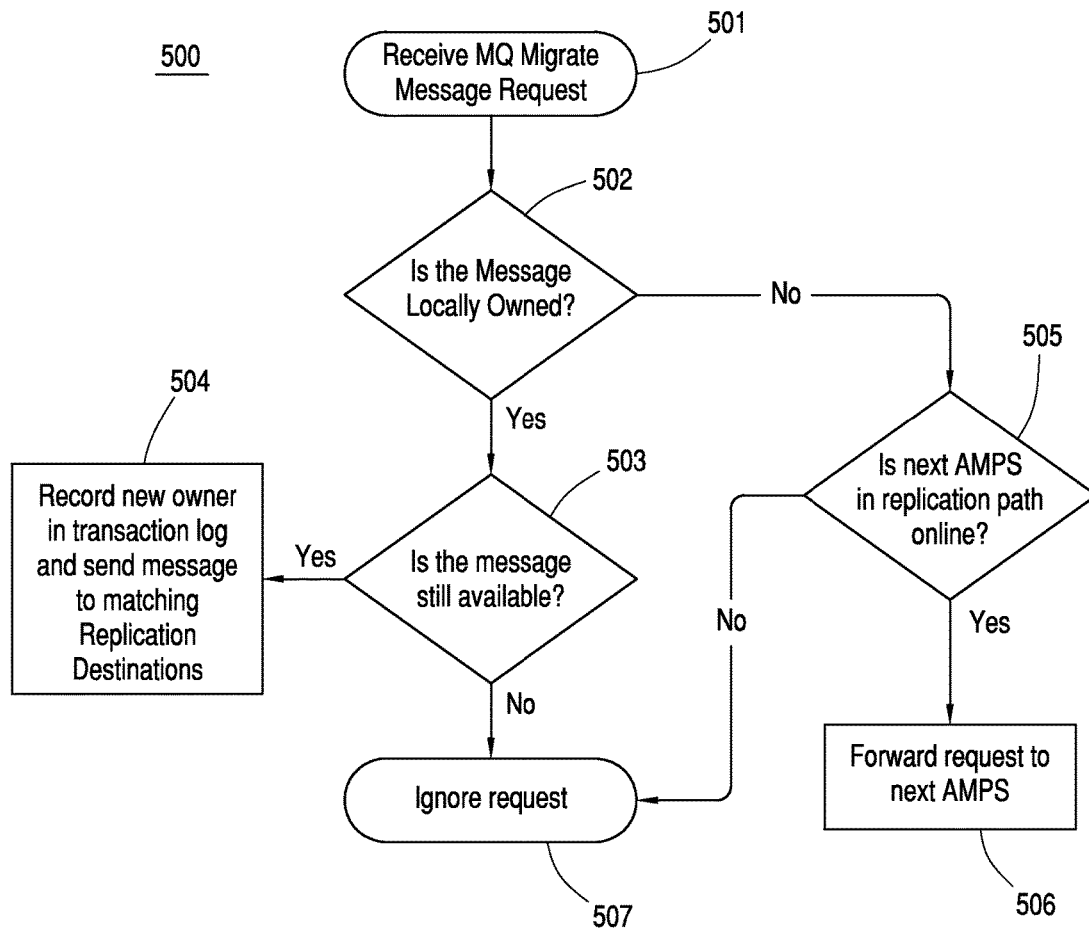 500
501
Receive MQ Migrate
Message Request
502
Is the Message
Locally Owned?
No
Yes
505
Is next AMPS
in replication path
online?
504
Record new owner
in transaction log
and send message
to matching
Replication
Destinations
Yes
503
Is the message
still available?
No
Yes
No
Ignore request
507
Forward request to
next AMPS
506